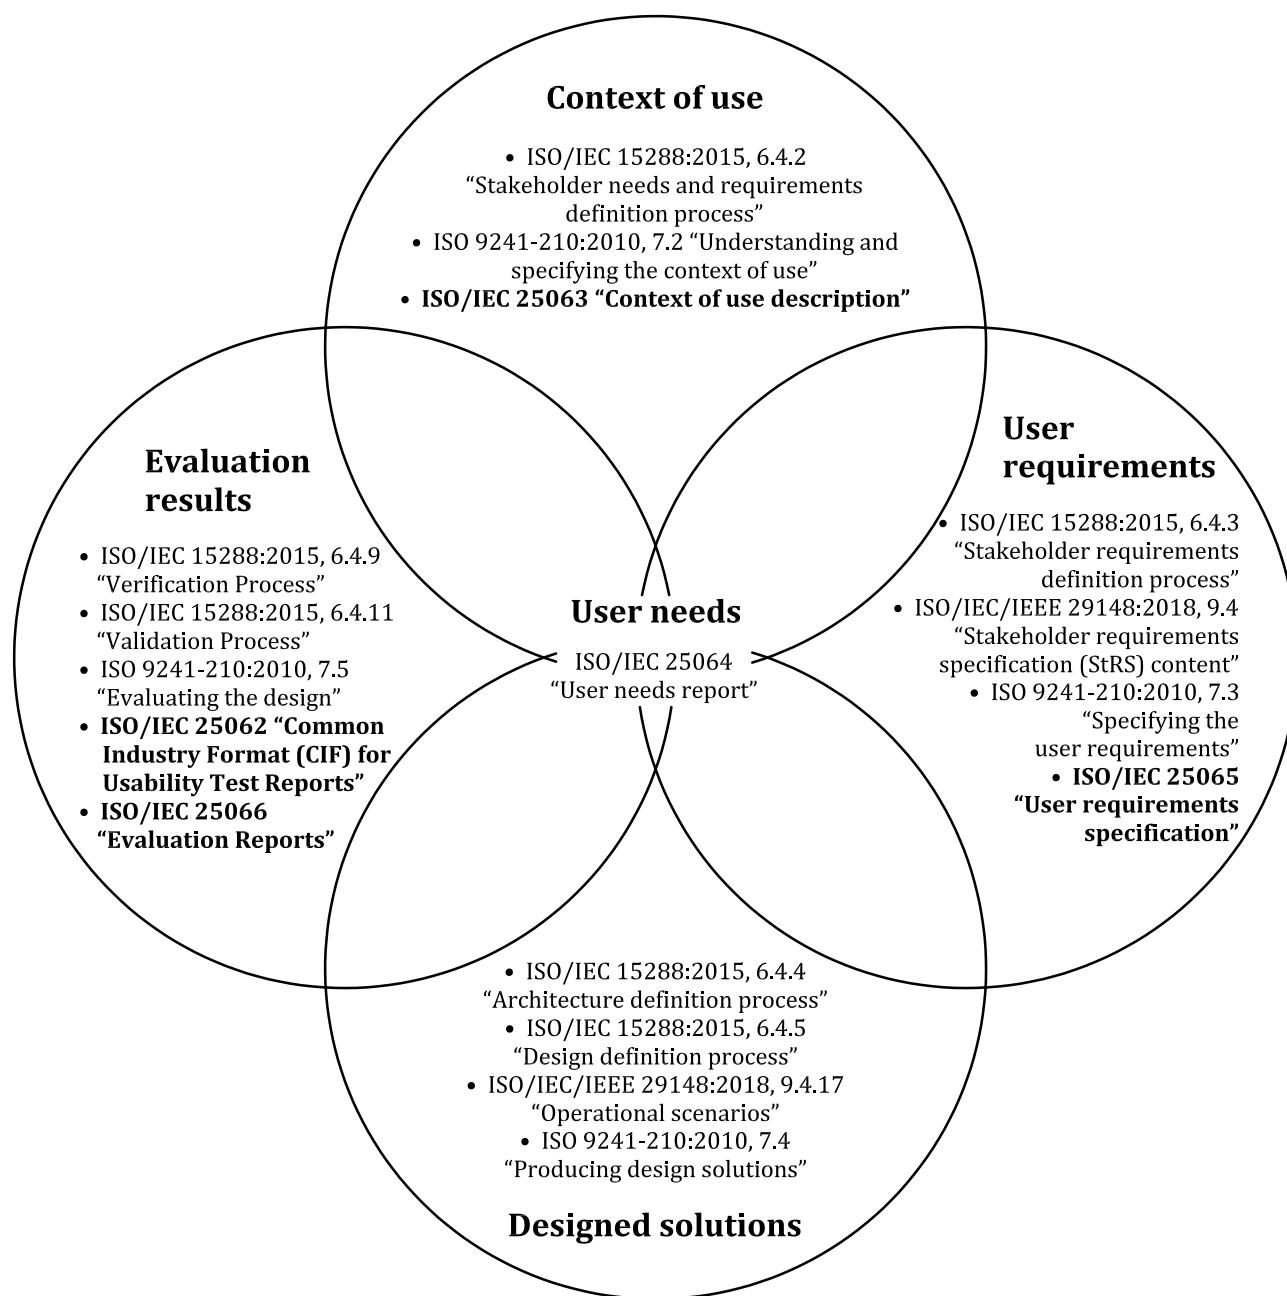 Context of use
• ISO/IEC 15288:2015, 6.4.2
“Stakeholder needs and requirements
definition process”
• ISO 9241-210:2010, 7.2 “Understanding and
specifying the context of use”
• ISO/IEC 25063 “Context of use description”
Evaluation
results
• ISO/IEC 15288:2015, 6.4.9
“Verification Process”
• ISO/IEC 15288:2015, 6.4.11
“Validation Process”
• ISO 9241-210:2010, 7.5
“Evaluating the design”
• ISO/IEC 25062 “Common
Industry Format (CIF) for
Usability Test Reports”
• ISO/IEC 25066
“Evaluation Reports”
User needs
ISO/IEC 25064
“User needs report”
User
requirements
• ISO/IEC 15288:2015, 6.4.3
“Stakeholder requirements
definition process”
• ISO/IEC/IEEE 29148:2018, 9.4
“Stakeholder requirements
specification (StRS) content”
• ISO 9241-210:2010, 7.3
“Specifying the
user requirements”
• ISO/IEC 25065
“User requirements
specification”
• ISO/IEC 15288:2015, 6.4.4
“Architecture definition process”
• ISO/IEC 15288:2015, 6.4.5
“Design definition process”
• ISO/IEC/IEEE 29148:2018, 9.4.17
“Operational scenarios”
• ISO 9241-210:2010, 7.4
“Producing design solutions”
Designed solutions